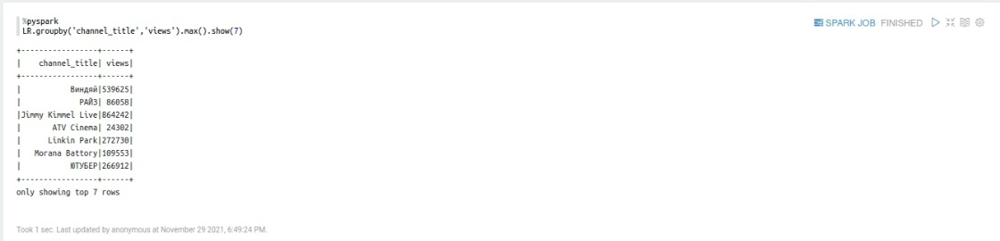 %pyspark
LR.groupby('channel_title','views').max().show(7)
SPARK JOB FINISHED
+----------------+------+
|   channel_title| views|
+----------------+------+
|          Виндяй|539625|
|            РАЙЗ| 86058|
|Jimmy Kimmel Live|864242|
|      ATV Cinema| 24302|
|     Linkin Park|272730|
|  Morana Battory|109553|
|          ЮТУБЕР|266912|
+----------------+------+
only showing top 7 rows
Took 1 sec. Last updated by anonymous at November 29 2021, 6:49:24 PM.